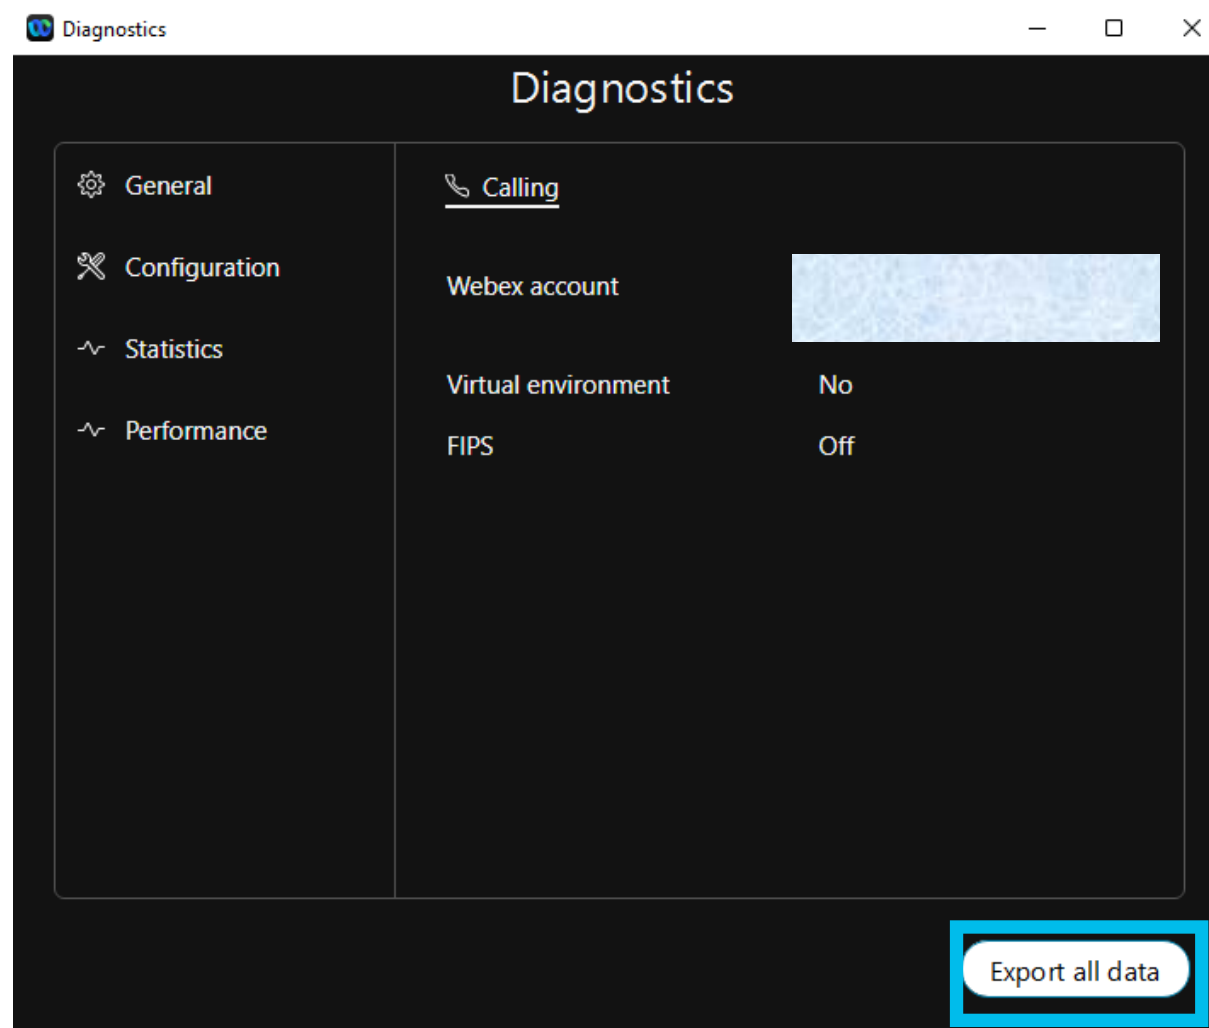 Diagnostics
Diagnostics
General
Configuration
Statistics
Performance
Calling
Webex account
Virtual environment No
FIPS Off
Export all data